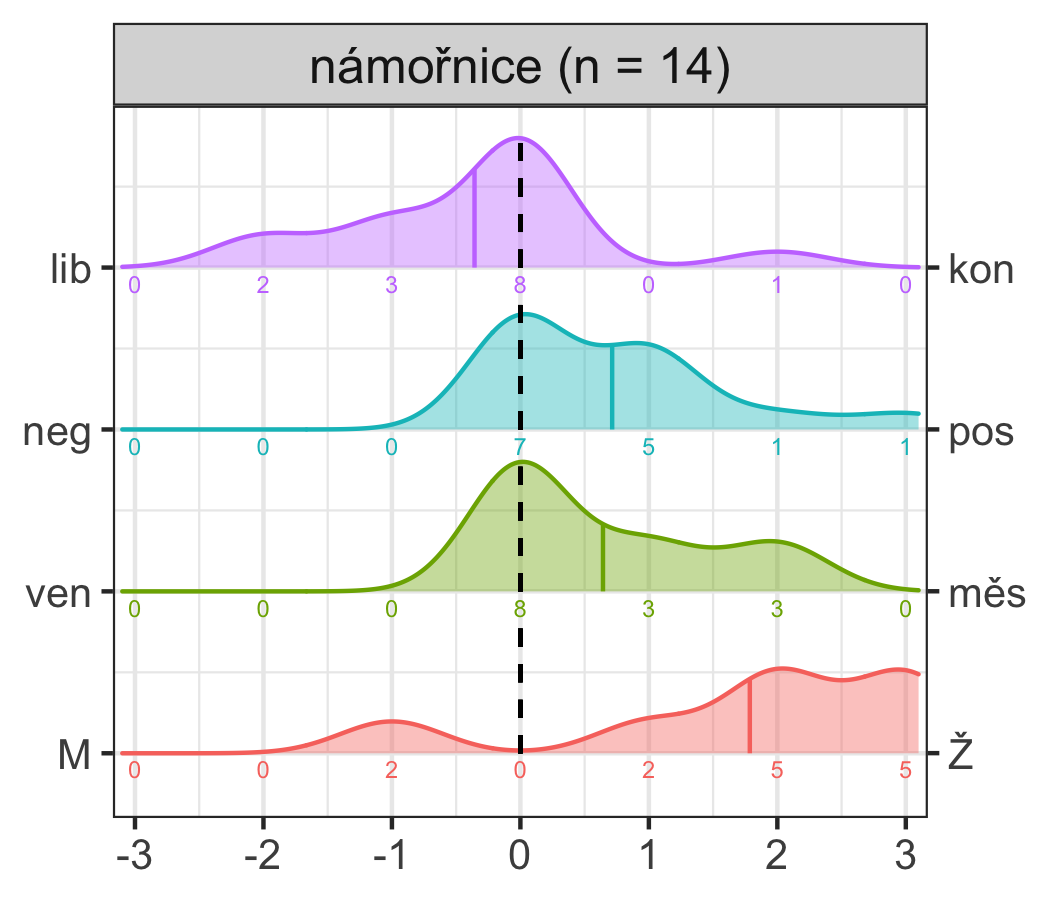 námořnice (n = 14)
lib kon
0 2 3 8 0 1 0
neg pos
0 0 0 7 5 1 1
ven měs
0 0 0 8 3 3 0
M Ž
0 0 2 0 2 5 5
-3 -2 -1 0 1 2 3